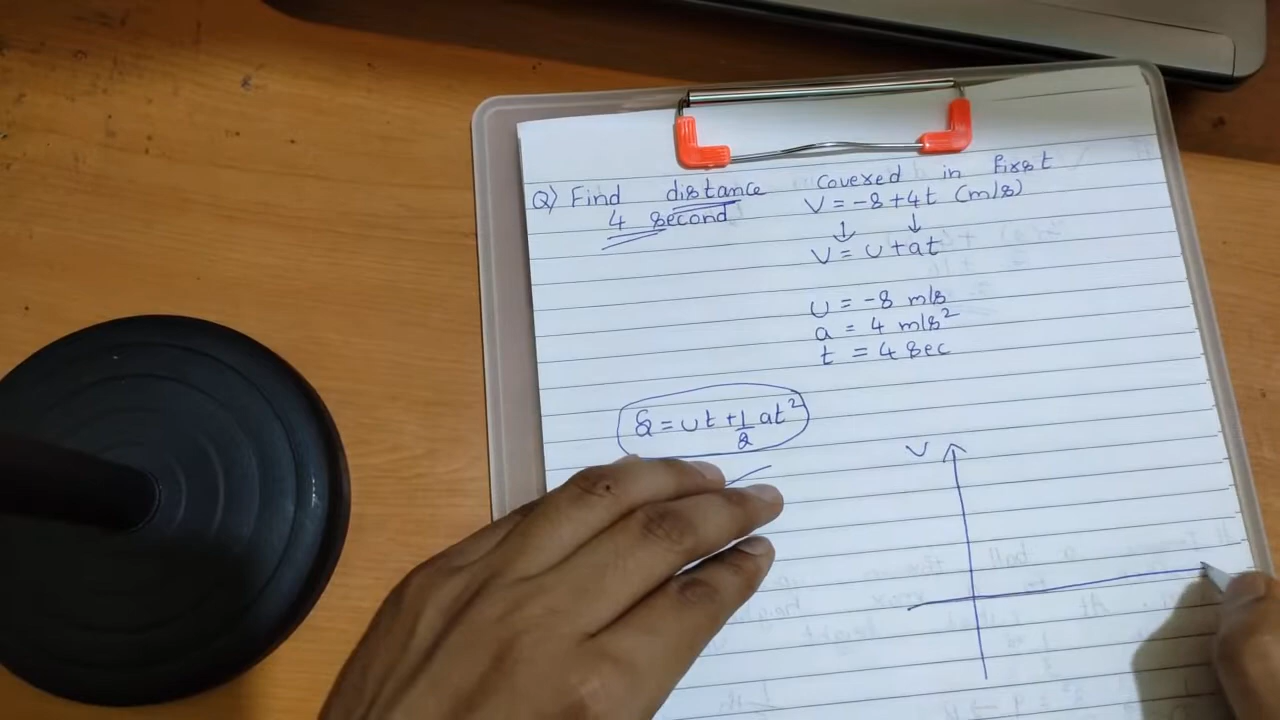 Q) Find distance covered in first
4 second V = -8+4t (m/s)
↓ ↓
V = u+at
u = -8 m/s
a = 4 m/s²
t = 4 sec
S = ut + 1/2 at²
V